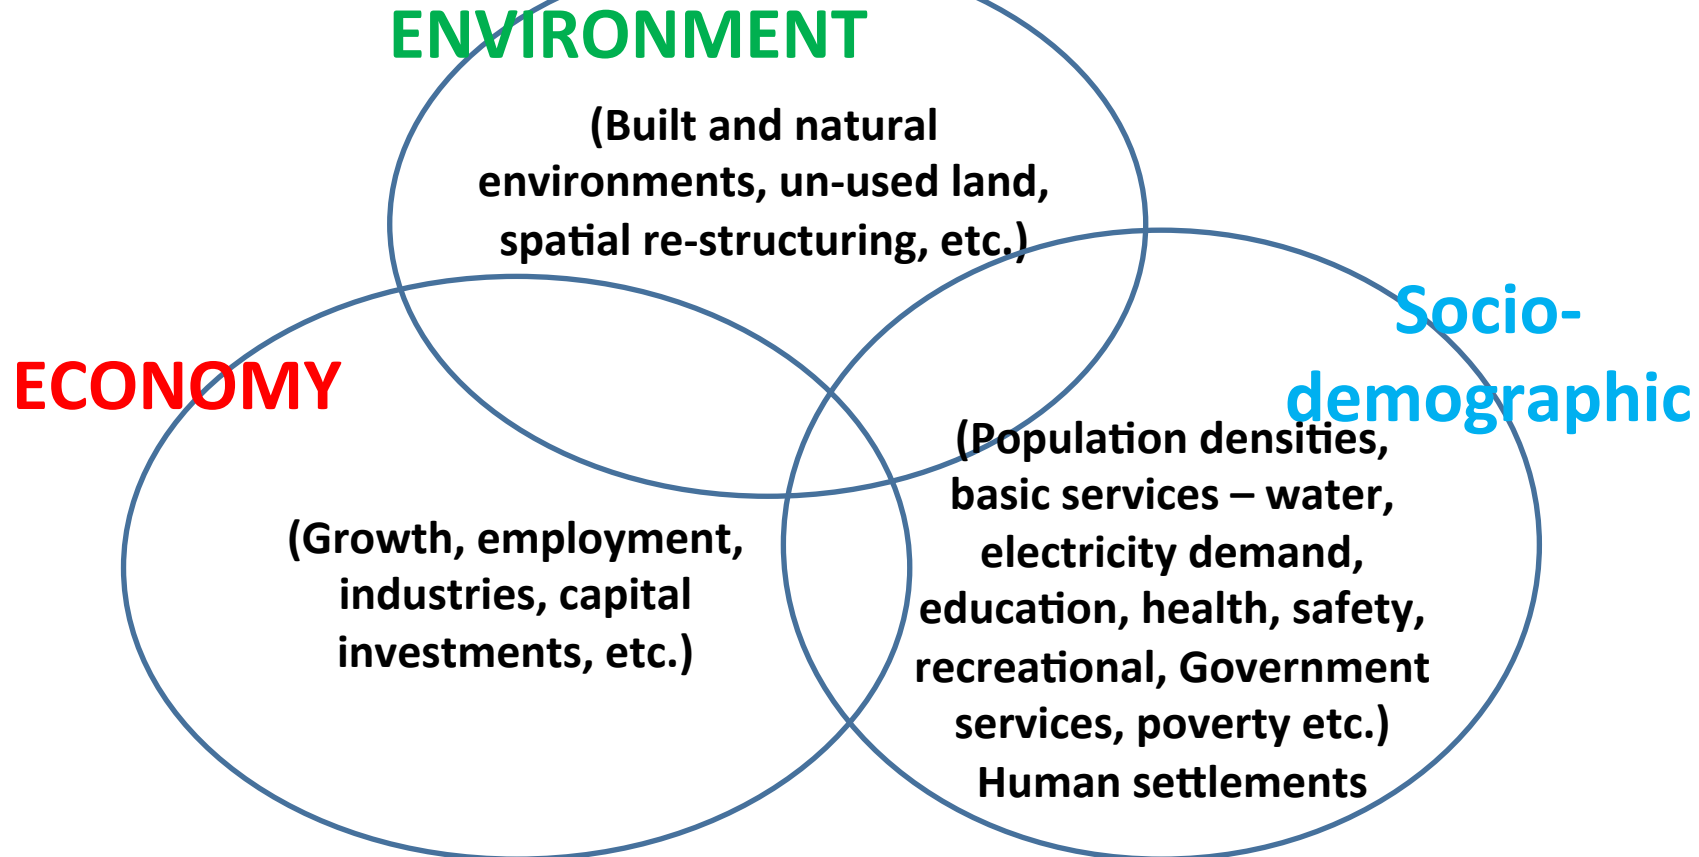 ENVIRONMENT
(Built and natural
environments, un-used land,
spatial re-structuring, etc.)
ECONOMY
(Growth, employment,
industries, capital
investments, etc.)
Socio-
demographic
(Population densities,
basic services – water,
electricity demand,
education, health, safety,
recreational, Government
services, poverty etc.)
Human settlements